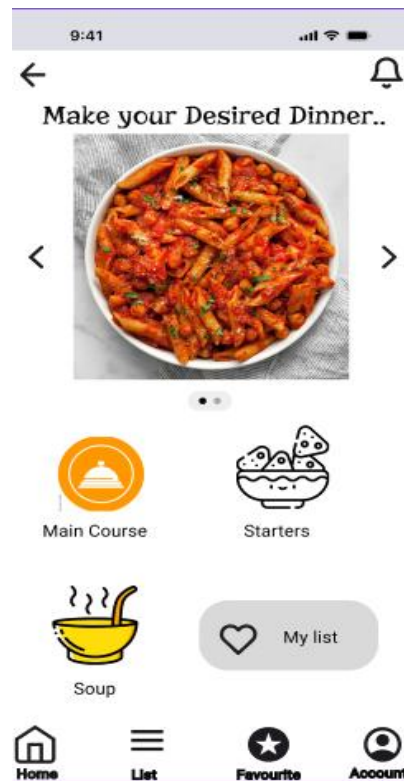 9:41
Make your Desired Dinner..
Main Course
Starters
Soup
My list
Home
List
Favourite
Account